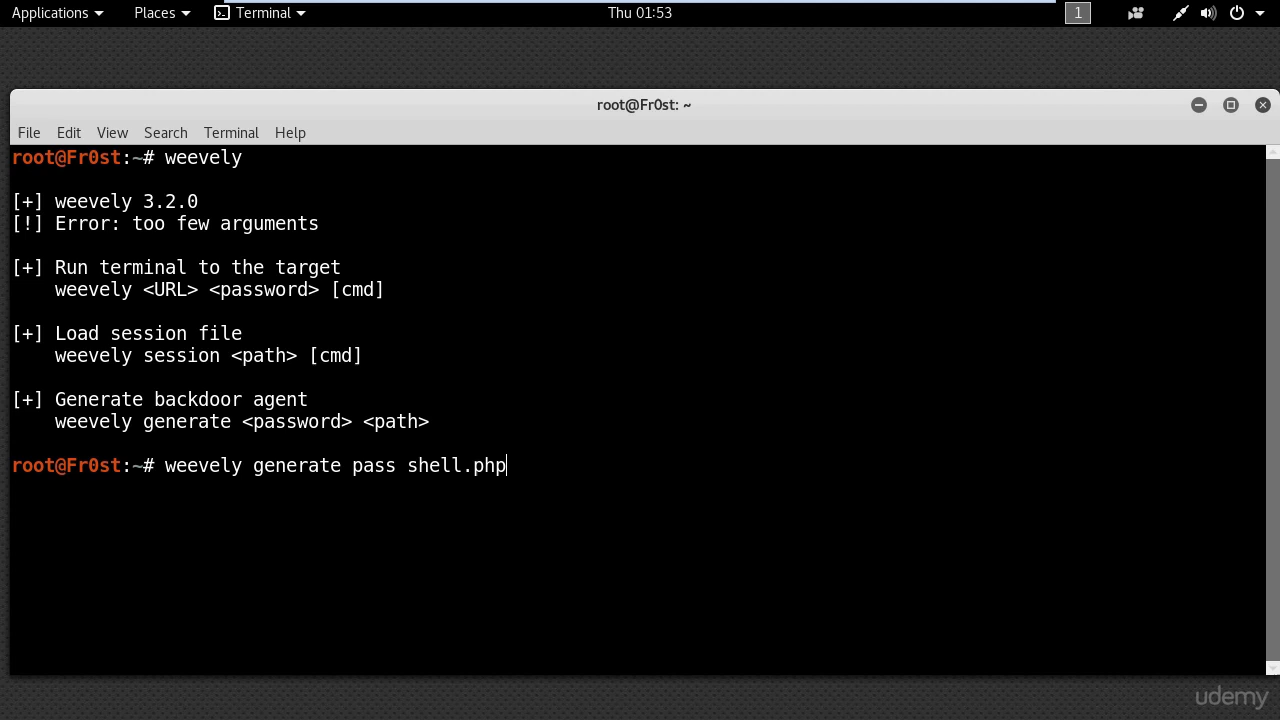 Applications Places Terminal Thu 01:53 1
root@Fr0st: ~
File Edit View Search Terminal Help
root@Fr0st:~# weevely
[+] weevely 3.2.0
[!] Error: too few arguments
[+] Run terminal to the target
weevely <URL> <password> [cmd]
[+] Load session file
weevely session <path> [cmd]
[+] Generate backdoor agent
weevely generate <password> <path>
root@Fr0st:~# weevely generate pass shell.php
udemy